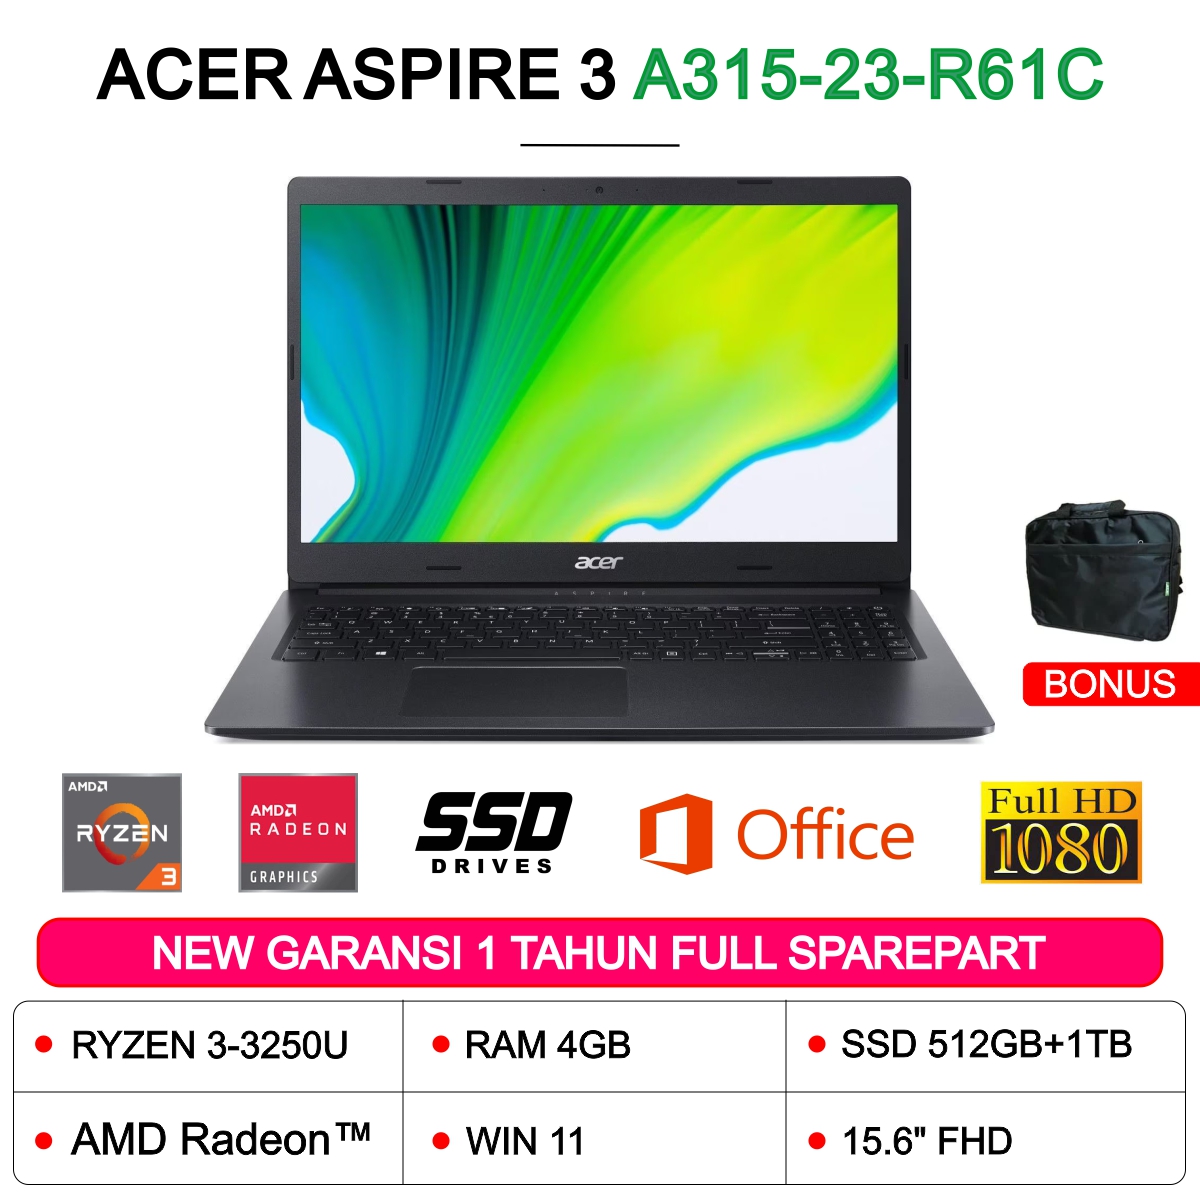 ACER ASPIRE 3 A315-23-R61C
acer
ASPIRE
BONUS
AMD
RYZEN
3
AMD
RADEON
GRAPHICS
SSD
DRIVES
Office
Full HD
1080
NEW GARANSI 1 TAHUN FULL SPAREPART
RYZEN 3-3250U
RAM 4GB
SSD 512GB+1TB
AMD Radeon™
WIN 11
15.6" FHD